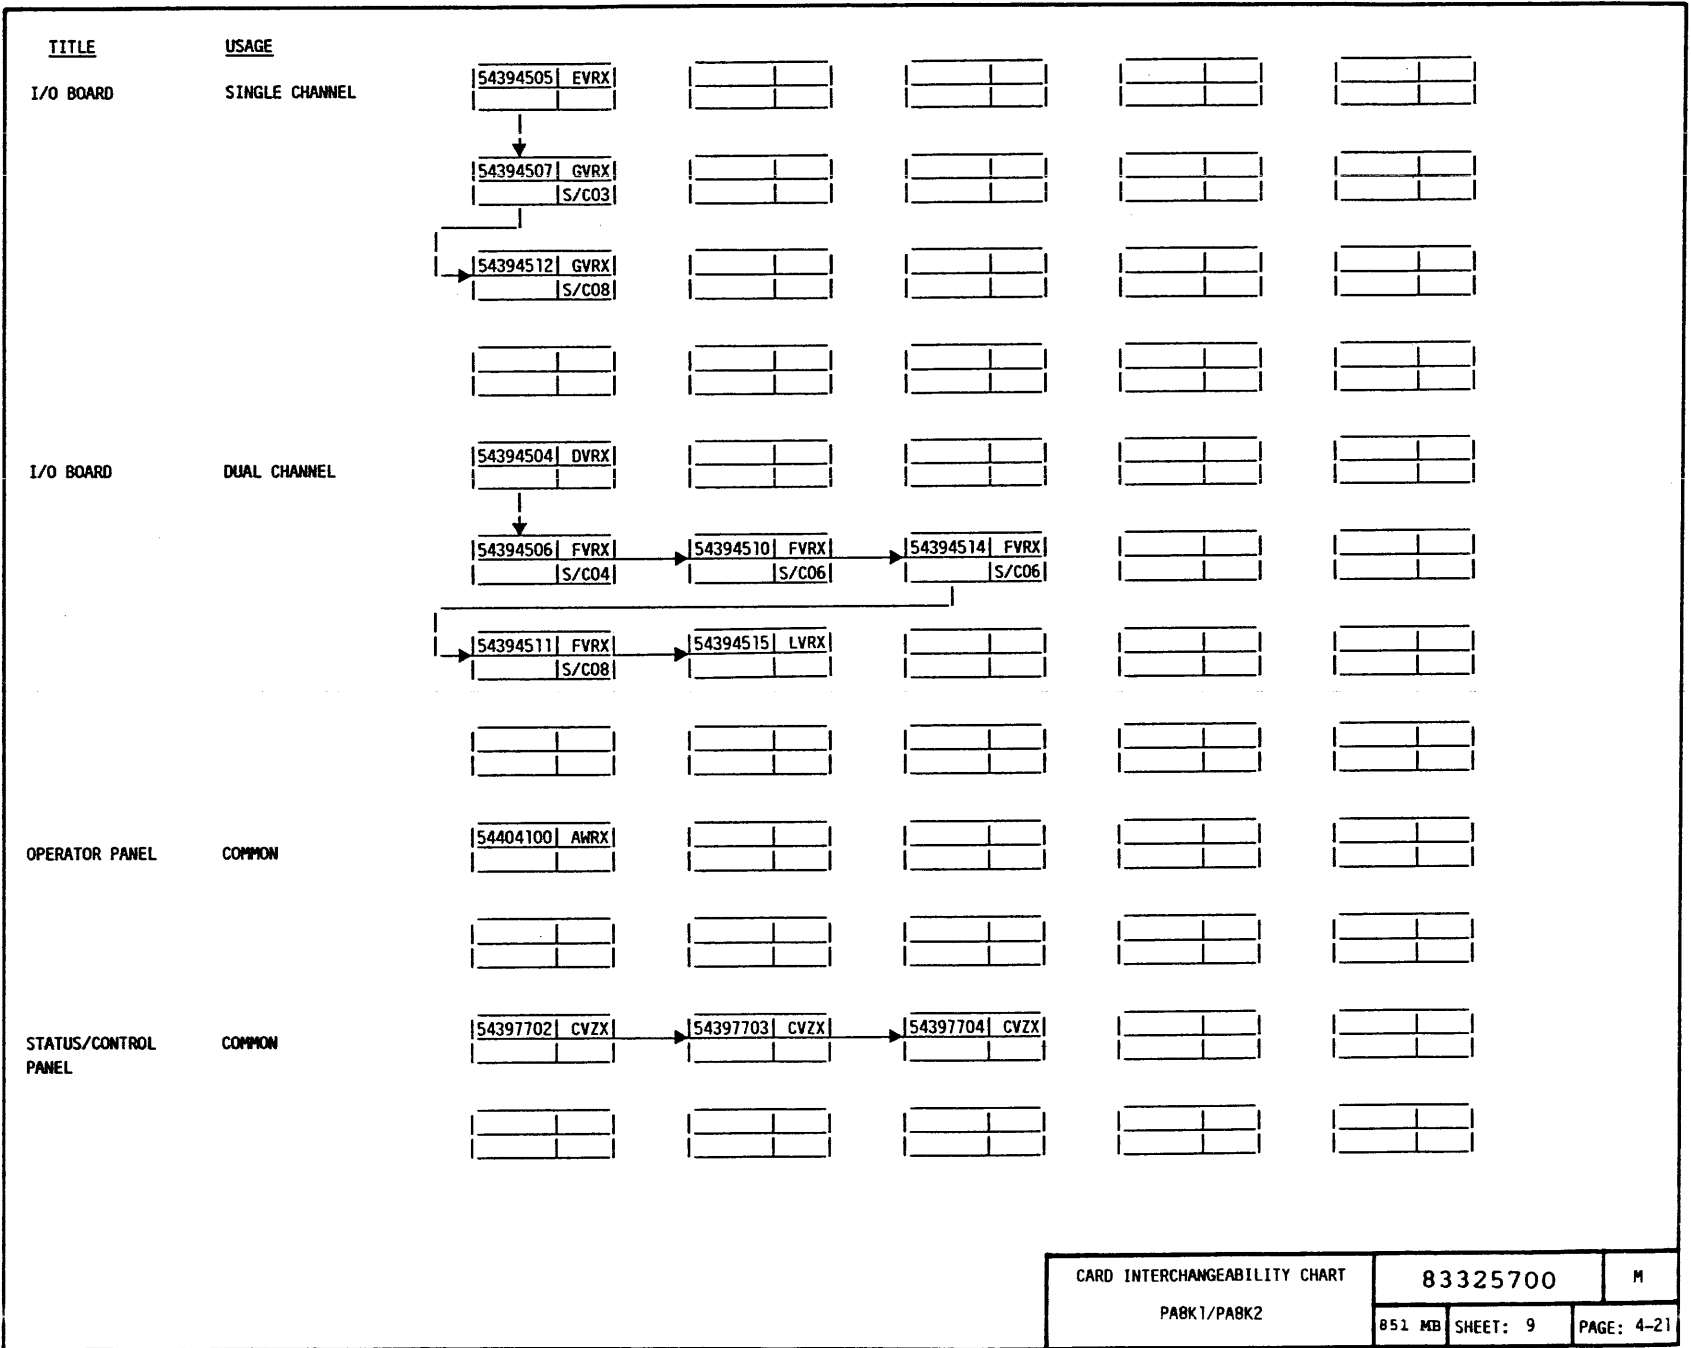 TITLE USAGE
I/O BOARD SINGLE CHANNEL
54394505 EVRX
54394507 GVRX
S/C03
54394512 GVRX
S/C08
I/O BOARD DUAL CHANNEL
54394504 DVRX
54394506 FVRX 54394510 FVRX 54394514 FVRX
S/C04 S/C06 S/C06
54394511 FVRX 54394515 LVRX
S/C08
OPERATOR PANEL COMMON
54404100 AWRX
STATUS/CONTROL COMMON
PANEL
54397702 CVZX 54397703 CVZX 54397704 CVZX
CARD INTERCHANGEABILITY CHART
PA8K1/PA8K2
83325700 M
851 MB SHEET: 9 PAGE: 4-21